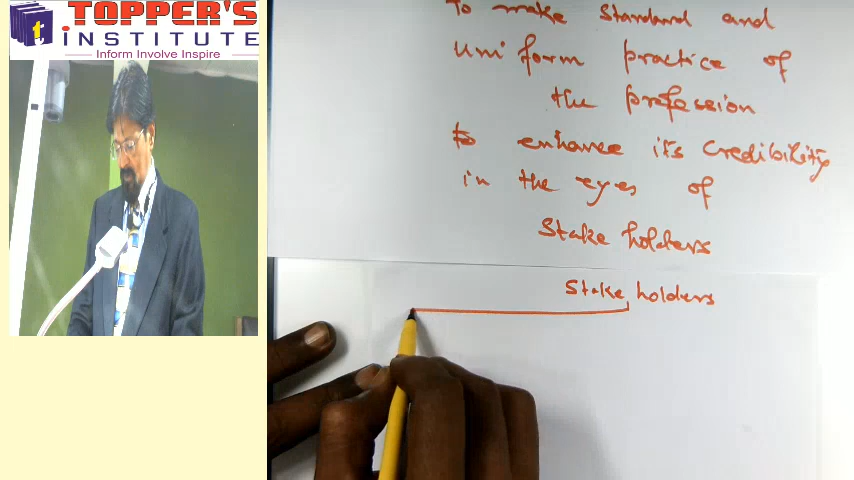 TOPPER'S
iNSTITUTE
Inform Involve Inspire
t
To make Standard and
uniform practice of
the profession
to enhance its credibility
in the eyes of
Stake holders
Stake holders